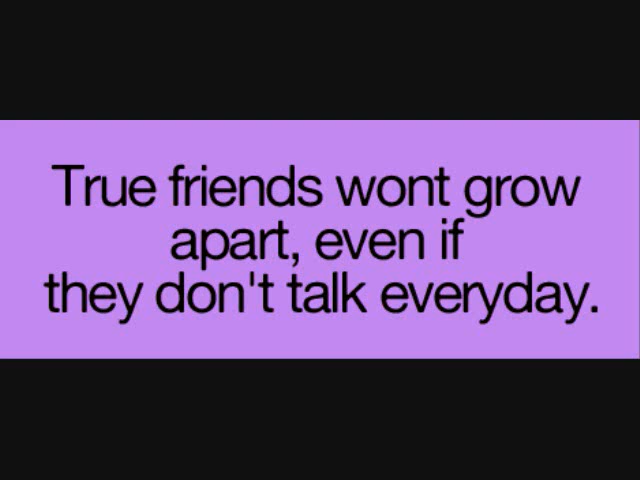 True friends wont grow
apart, even if
they don't talk everyday.